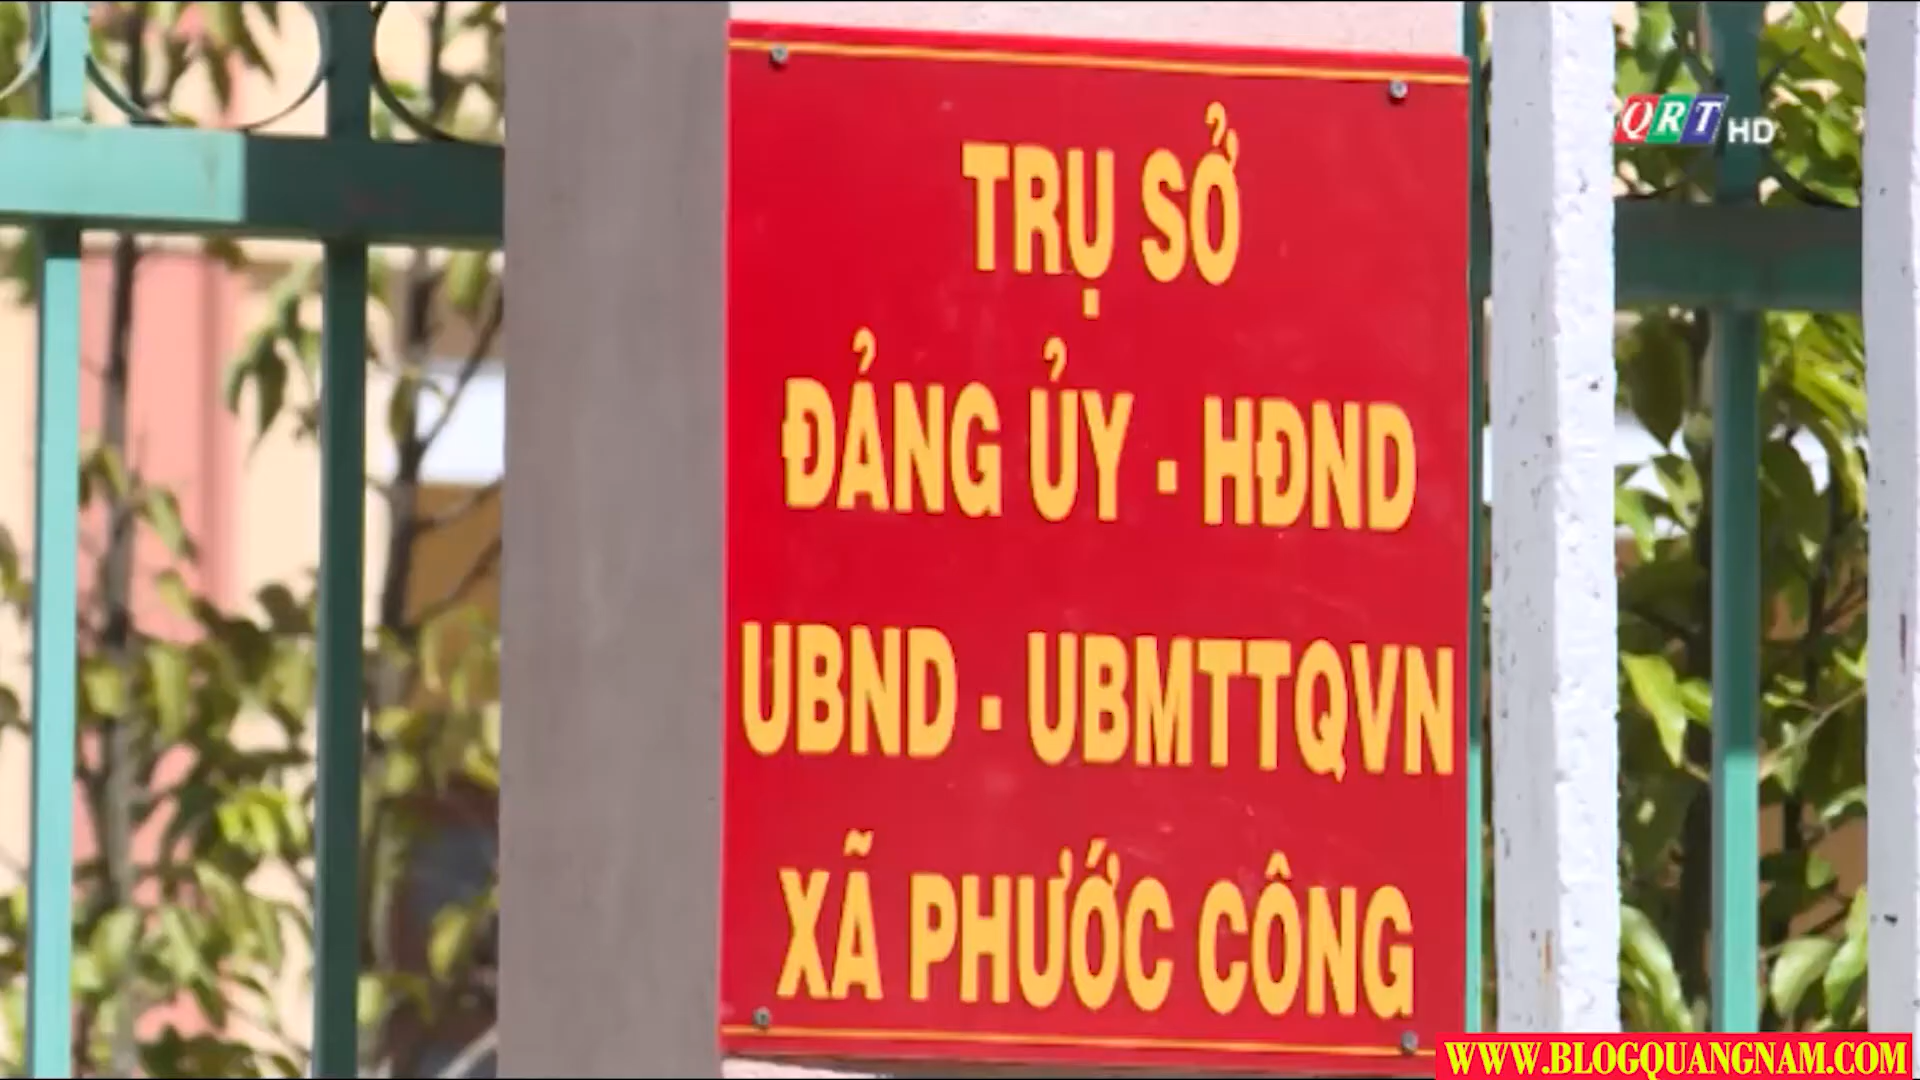 TRỤ SỞ
ĐẢNG ỦY - HĐND
UBND - UBMTTQVN
XÃ PHƯỚC CÔNG
QRT HD
WWW.BLOGQUANGNAM.COM